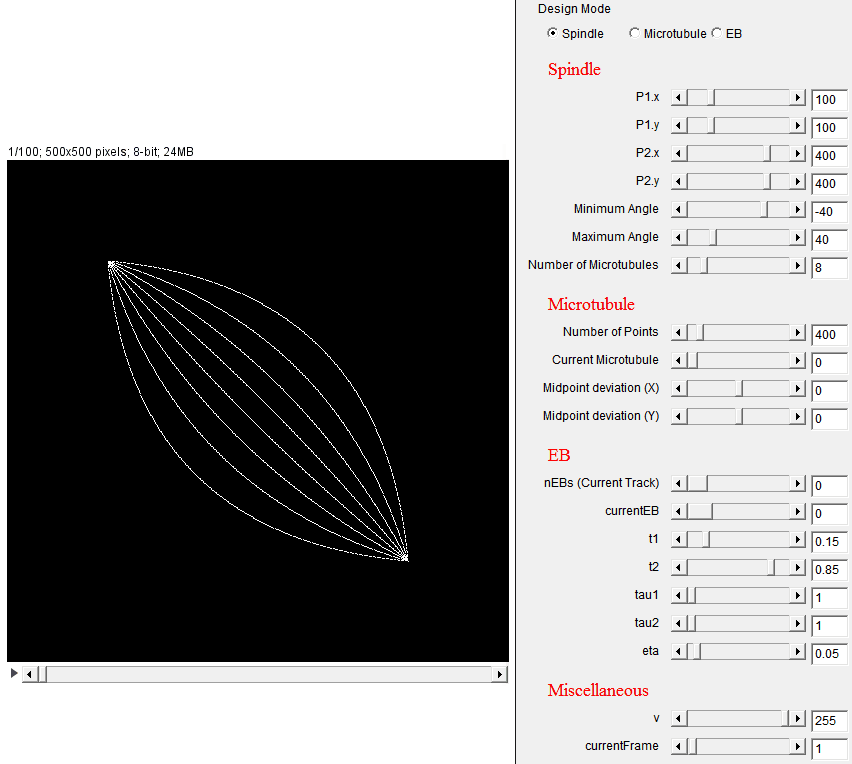 Design Mode
Spindle Microtubule EB
Spindle
P1.x 100
P1.y 100
1/100; 500x500 pixels; 8-bit; 24MB
P2.x 400
P2.y 400
Minimum Angle -40
Maximum Angle 40
Number of Microtubules 8
Microtubule
Number of Points 400
Current Microtubule 0
Midpoint deviation (X) 0
Midpoint deviation (Y) 0
EB
nEBs (Current Track) 0
currentEB 0
t1 0.15
t2 0.85
tau1 1
tau2 1
eta 0.05
Miscellaneous
v 255
currentFrame 1